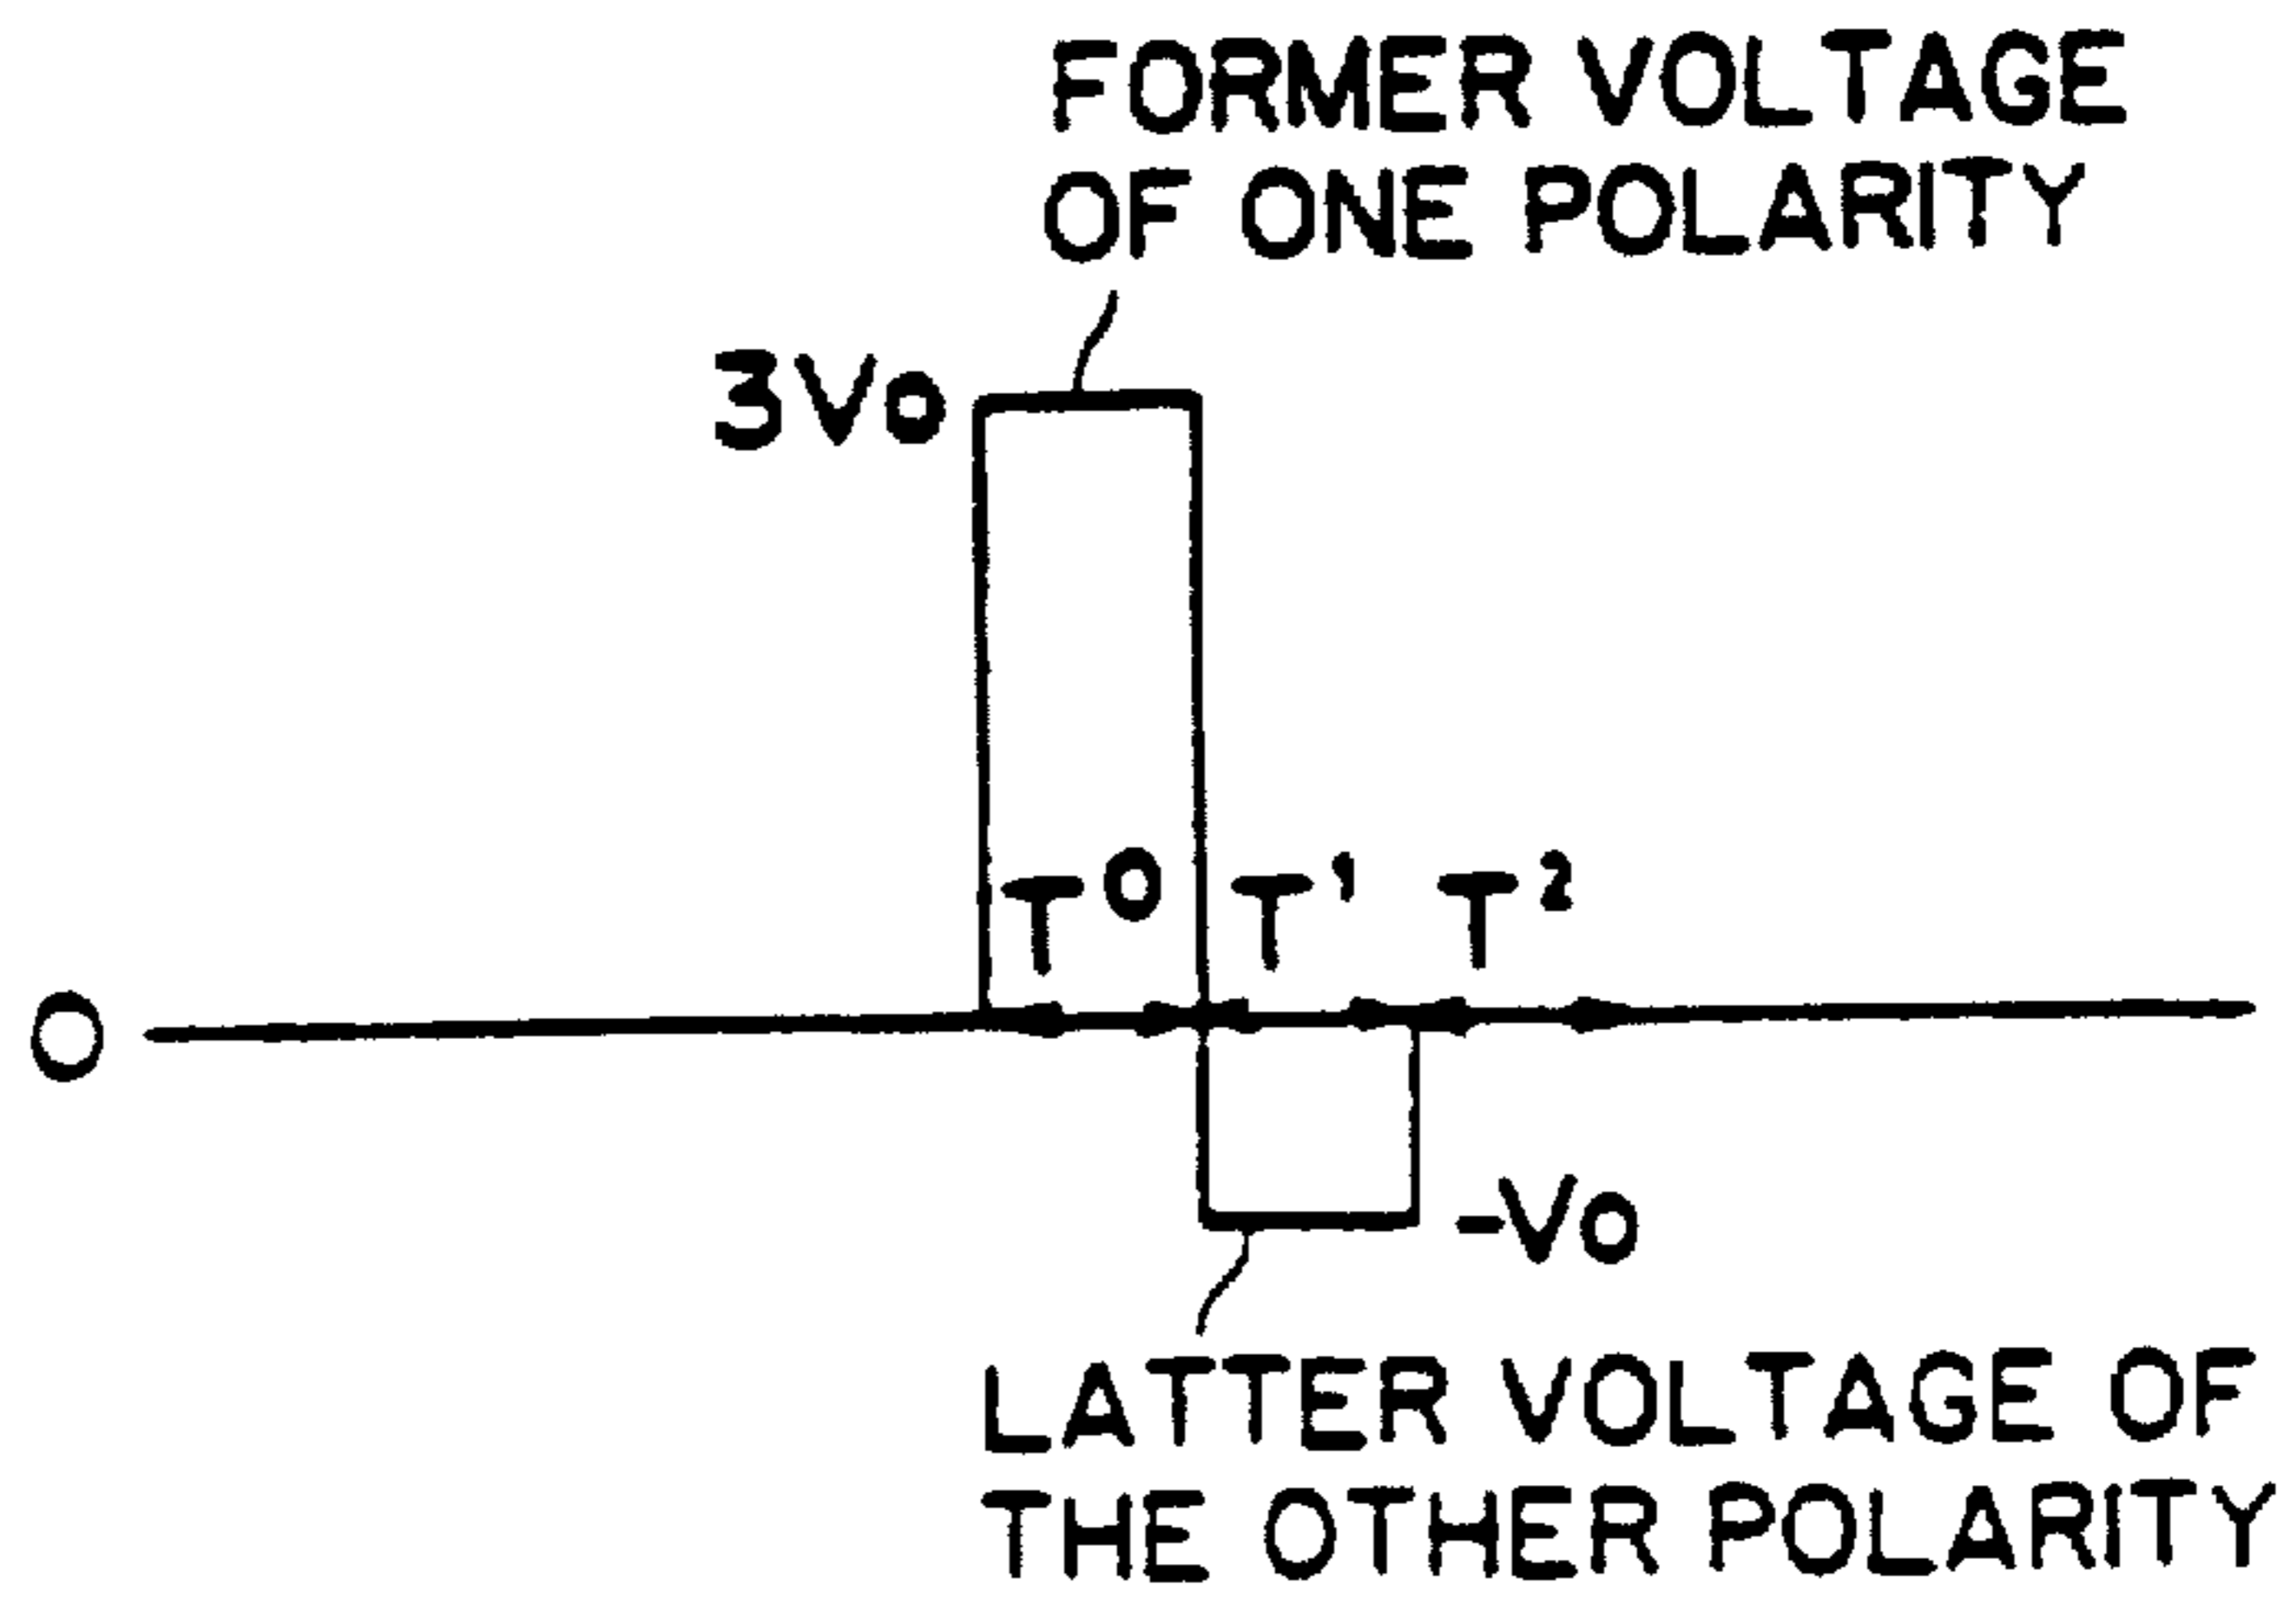 FORMER VOLTAGE
OF ONE POLARITY
3Vo
T⁰ T¹ T²
O
-Vo
LATTER VOLTAGE OF
THE OTHER POLARITY